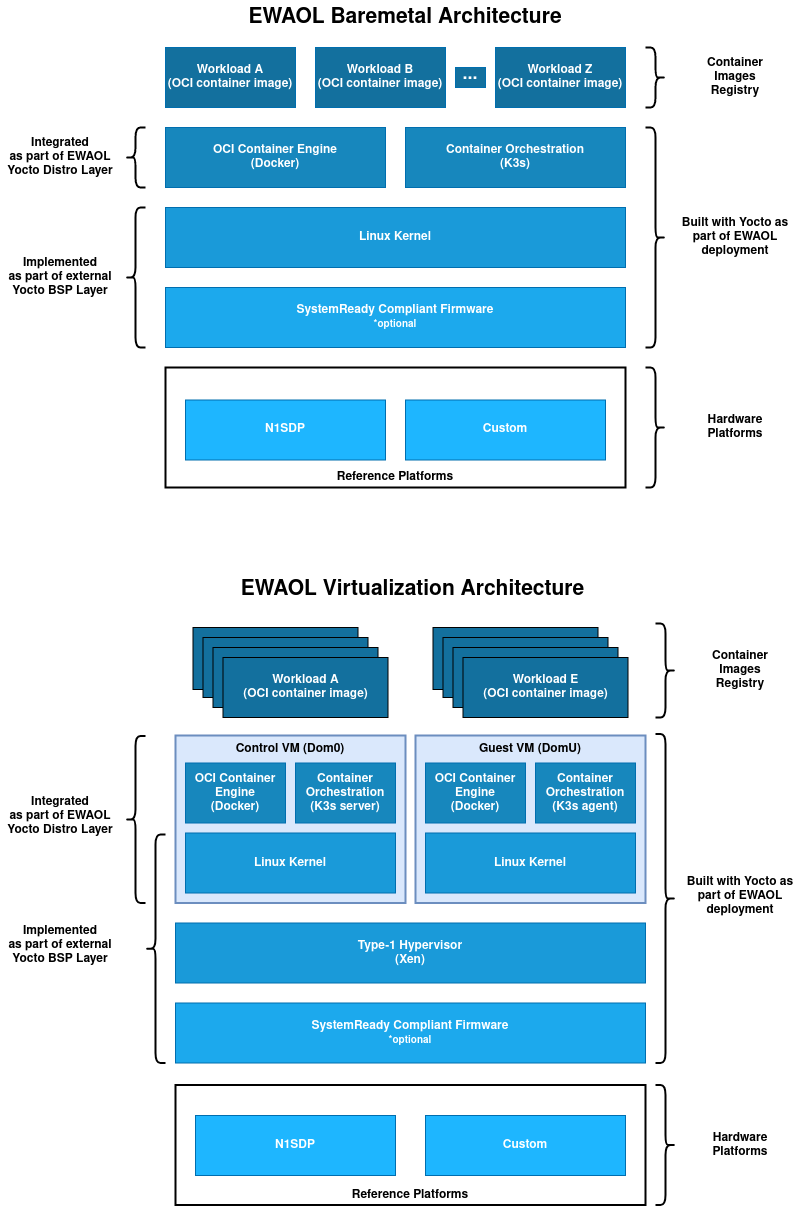 EWAOL Baremetal Architecture
Workload A
(OCI container image)
Workload B
(OCI container image)
...
Workload Z
(OCI container image)
Container
Images
Registry
Integrated
as part of EWAOL
Yocto Distro Layer
OCI Container Engine
(Docker)
Container Orchestration
(K3s)
Linux Kernel
Built with Yocto as
part of EWAOL
deployment
Implemented
as part of external
Yocto BSP Layer
SystemReady Compliant Firmware
*optional
N1SDP
Custom
Reference Platforms
Hardware
Platforms
EWAOL Virtualization Architecture
Workload A
(OCI container image)
Workload E
(OCI container image)
Container
Images
Registry
Control VM (Dom0)
OCI Container
Engine
(Docker)
Container
Orchestration
(K3s server)
Linux Kernel
Guest VM (DomU)
OCI Container
Engine
(Docker)
Container
Orchestration
(K3s agent)
Linux Kernel
Integrated
as part of EWAOL
Yocto Distro Layer
Built with Yocto as
part of EWAOL
deployment
Implemented
as part of external
Yocto BSP Layer
Type-1 Hypervisor
(Xen)
SystemReady Compliant Firmware
*optional
N1SDP
Custom
Reference Platforms
Hardware
Platforms